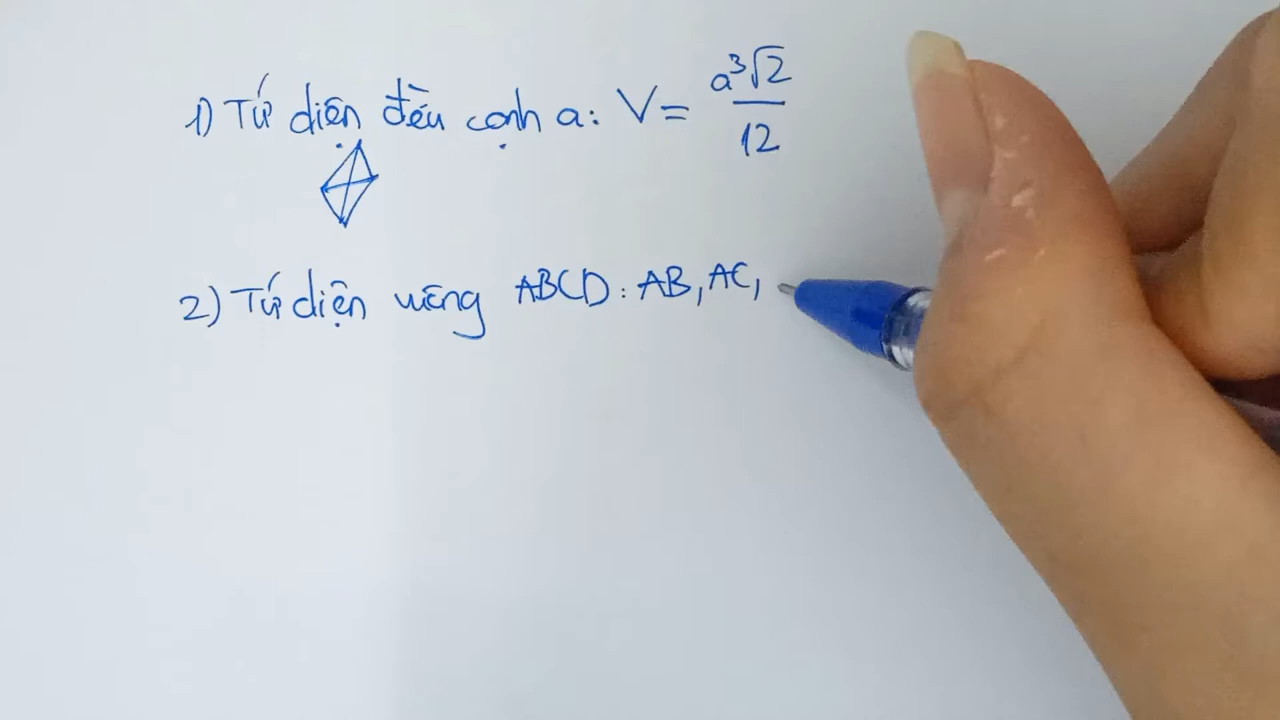 1) Tứ diện đều cạnh a: V = a³√2/12
2) Tứ diện vuông ABCD: AB, AC,